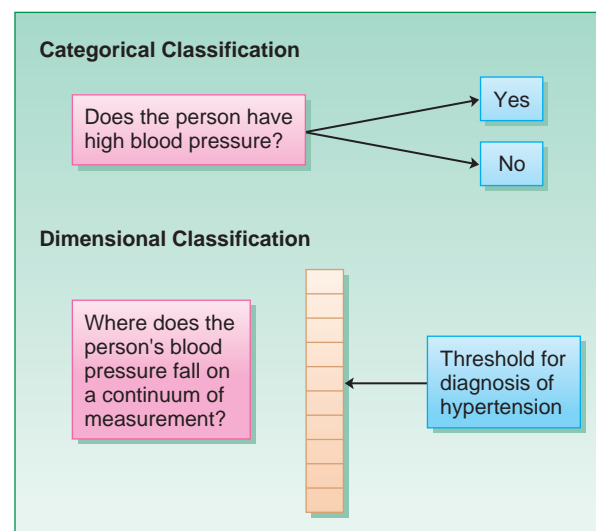 Categorical Classification
Does the person have
high blood pressure?
Yes
No
Dimensional Classification
Where does the
person's blood
pressure fall on
a continuum of
measurement?
Threshold for
diagnosis of
hypertension